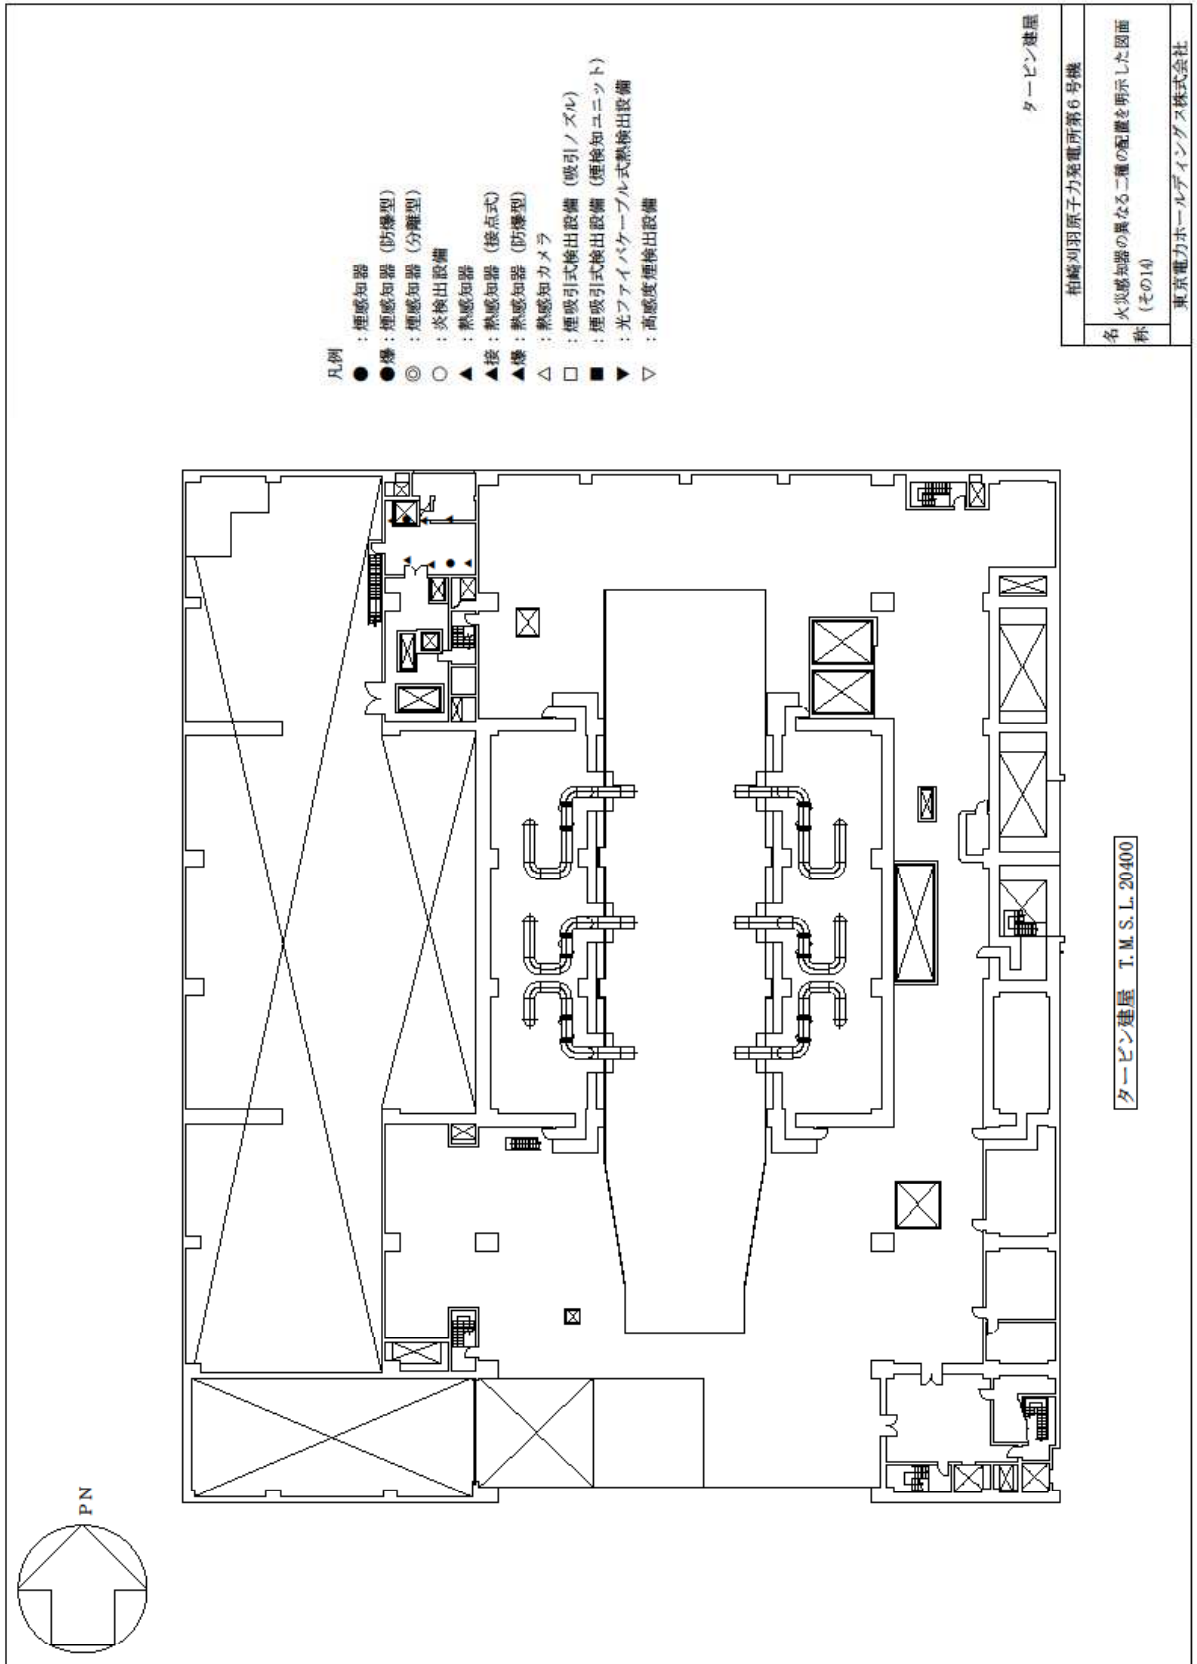 PN
凡例
● : 煙感知器
●爆 : 煙感知器 (防爆型)
◎ : 煙感知器 (分離型)
○ : 炎検出設備
▲ : 熱感知器
▲接 : 熱感知器 (接点式)
▲爆 : 熱感知器 (防爆型)
△ : 熱感知カメラ
□ : 煙吸引式検出設備 (吸引ノズル)
■ : 煙吸引式検出設備 (煙検知ユニット)
▼ : 光ファイバケーブル式熱検出設備
▽ : 高感度煙検出設備
タービン建屋 T.M.S.L.20400
タービン建屋
柏崎刈羽原子力発電所第6号機
名称
火災感知器の異なる二種の配置を明示した図面
(その14)
東京電力ホールディングス株式会社